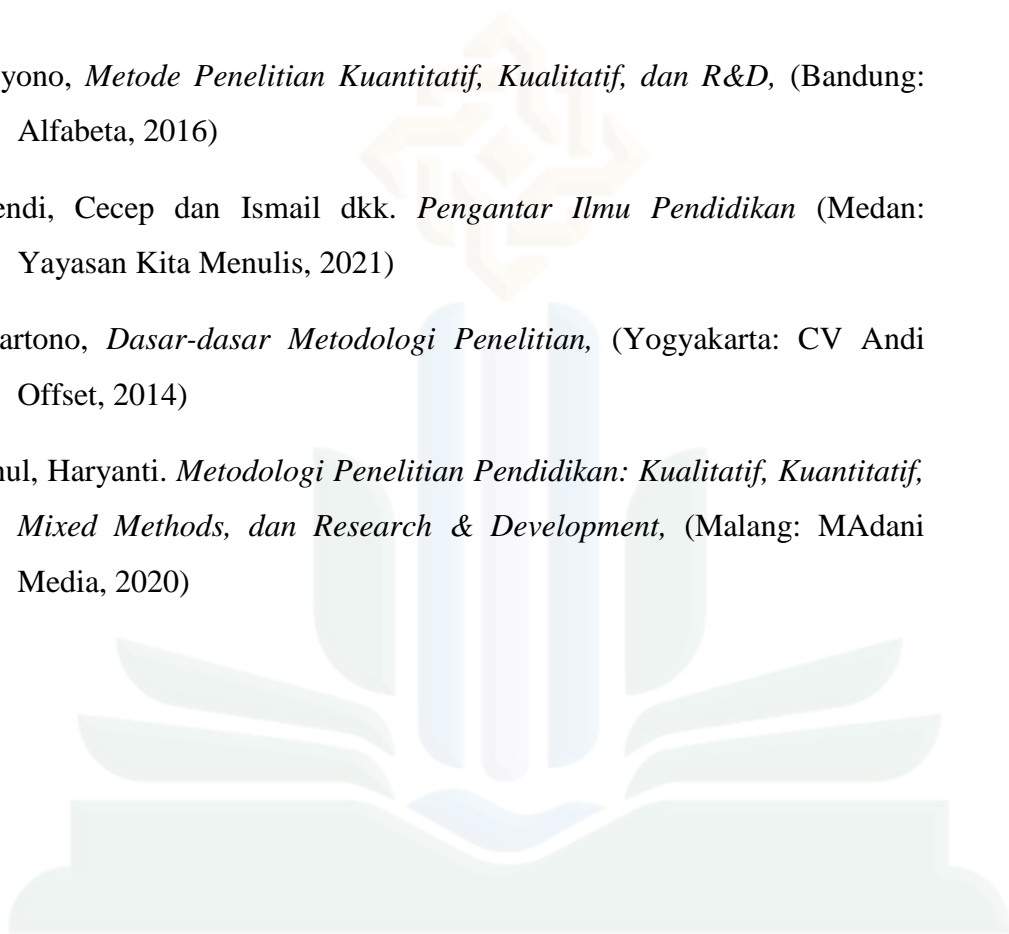 yono, Metode Penelitian Kuantitatif, Kualitatif, dan R&D, (Bandung:
Alfabeta, 2016)
endi, Cecep dan Ismail dkk. Pengantar Ilmu Pendidikan (Medan:
Yayasan Kita Menulis, 2021)
artono, Dasar-dasar Metodologi Penelitian, (Yogyakarta: CV Andi
Offset, 2014)
nul, Haryanti. Metodologi Penelitian Pendidikan: Kualitatif, Kuantitatif,
Mixed Methods, dan Research & Development, (Malang: MAdani
Media, 2020)